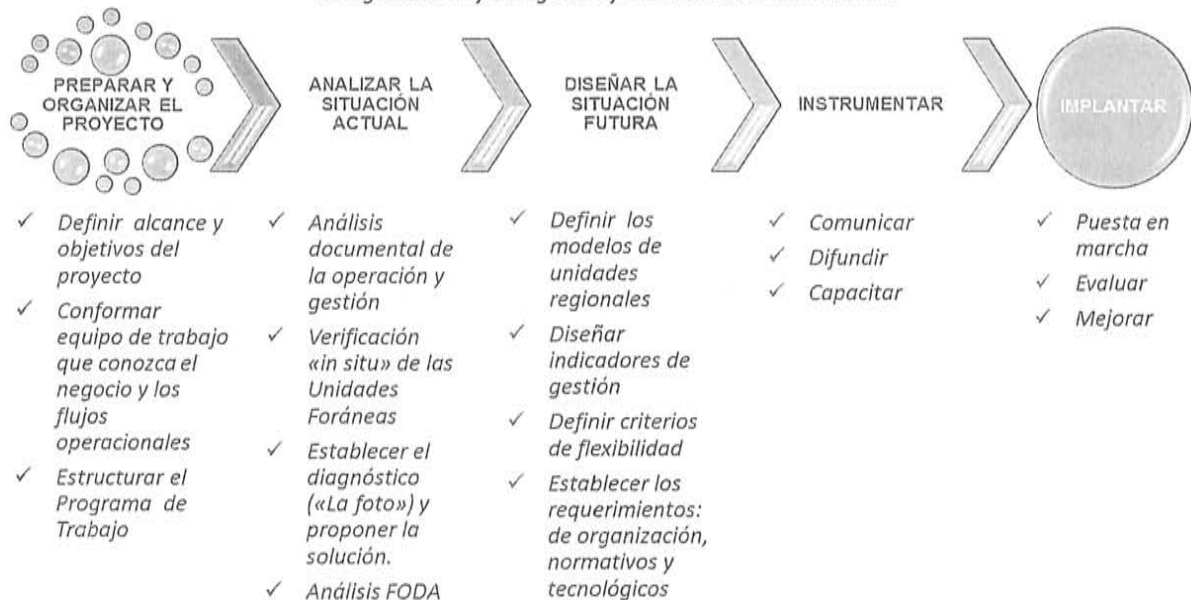 PREPARAR Y
ORGANIZAR EL
PROYECTO
✓ Definir alcance y
objetivos del
proyecto
✓ Conformar
equipo de trabajo
que conozca el
negocio y los
flujos
operacionales
✓ Estructurar el
Programa de
Trabajo
ANALIZAR LA
SITUACIÓN
ACTUAL
✓ Análisis
documental de
la operación y
gestión
✓ Verificación
«in situ» de las
Unidades
Foráneas
✓ Establecer el
diagnóstico
(«La foto») y
proponer la
solución.
✓ Análisis FODA
DISEÑAR LA
SITUACIÓN
FUTURA
✓ Definir los
modelos de
unidades
regionales
✓ Diseñar
indicadores de
gestión
✓ Definir criterios
de flexibilidad
✓ Establecer los
requerimientos:
de organización,
normativos y
tecnológicos
INSTRUMENTAR
✓ Comunicar
✓ Difundir
✓ Capacitar
IMPLANTAR
✓ Puesta en
marcha
✓ Evaluar
✓ Mejorar